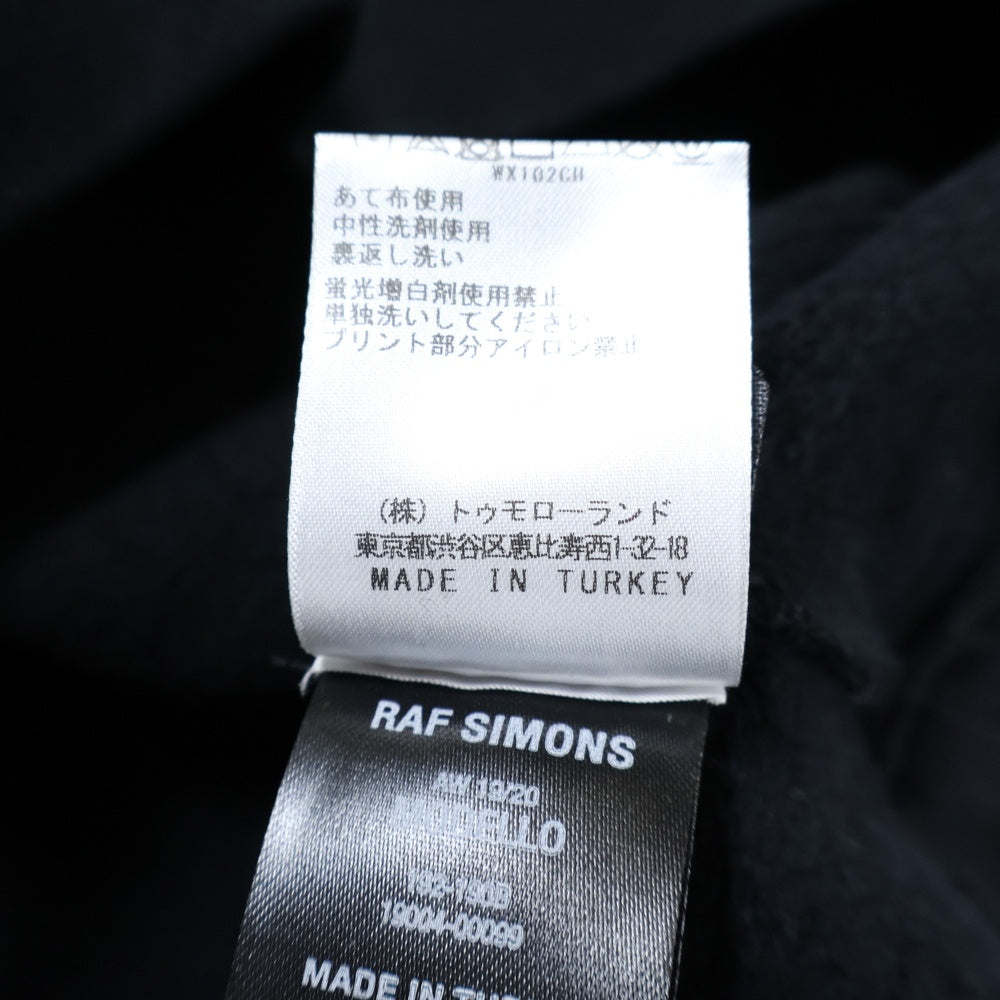 WX102CH
あて布使用
中性洗剤使用
裏返し洗い
蛍光増白剤使用禁止
単独洗いしてください
プリント部分アイロン禁止
(株) トゥモローランド
東京都渋谷区恵比寿西1-32-18
MADE IN TURKEY
RAF SIMONS
AW 19/20
MODELLO
192-190B
19004-00099
MADE IN